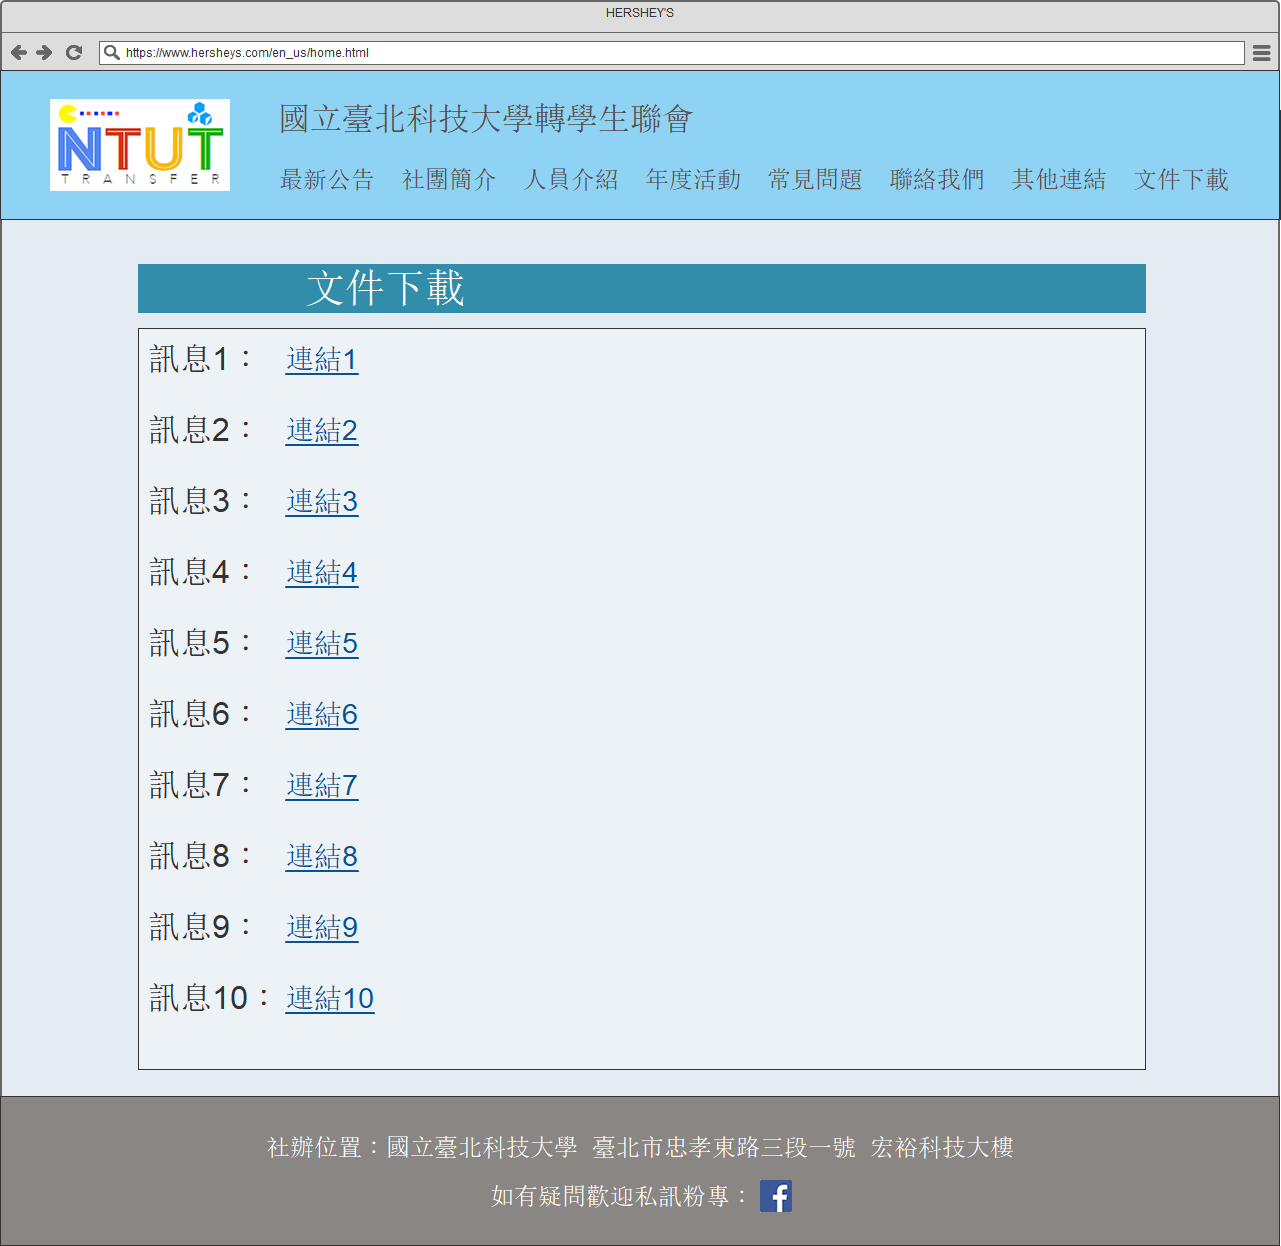 HERSHEY'S
https://www.hersheys.com/en_us/home.html
NTUT
TRANSFER
國立臺北科技大學轉學生聯會
最新公告 社團簡介 人員介紹 年度活動 常見問題 聯絡我們 其他連結 文件下載
文件下載
訊息1： 連結1
訊息2： 連結2
訊息3： 連結3
訊息4： 連結4
訊息5： 連結5
訊息6： 連結6
訊息7： 連結7
訊息8： 連結8
訊息9： 連結9
訊息10： 連結10
社辦位置：國立臺北科技大學 臺北市忠孝東路三段一號 宏裕科技大樓
如有疑問歡迎私訊粉專：